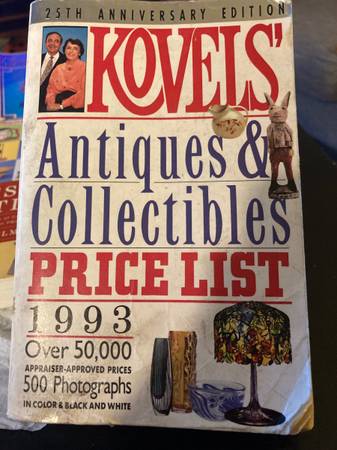 25TH ANNIVERSARY EDITION
KOVELS'
Antiques &
Collectibles
PRICE LIST
1993
Over 50,000
APPRAISER-APPROVED PRICES
500 Photographs
IN COLOR & BLACK AND WHITE